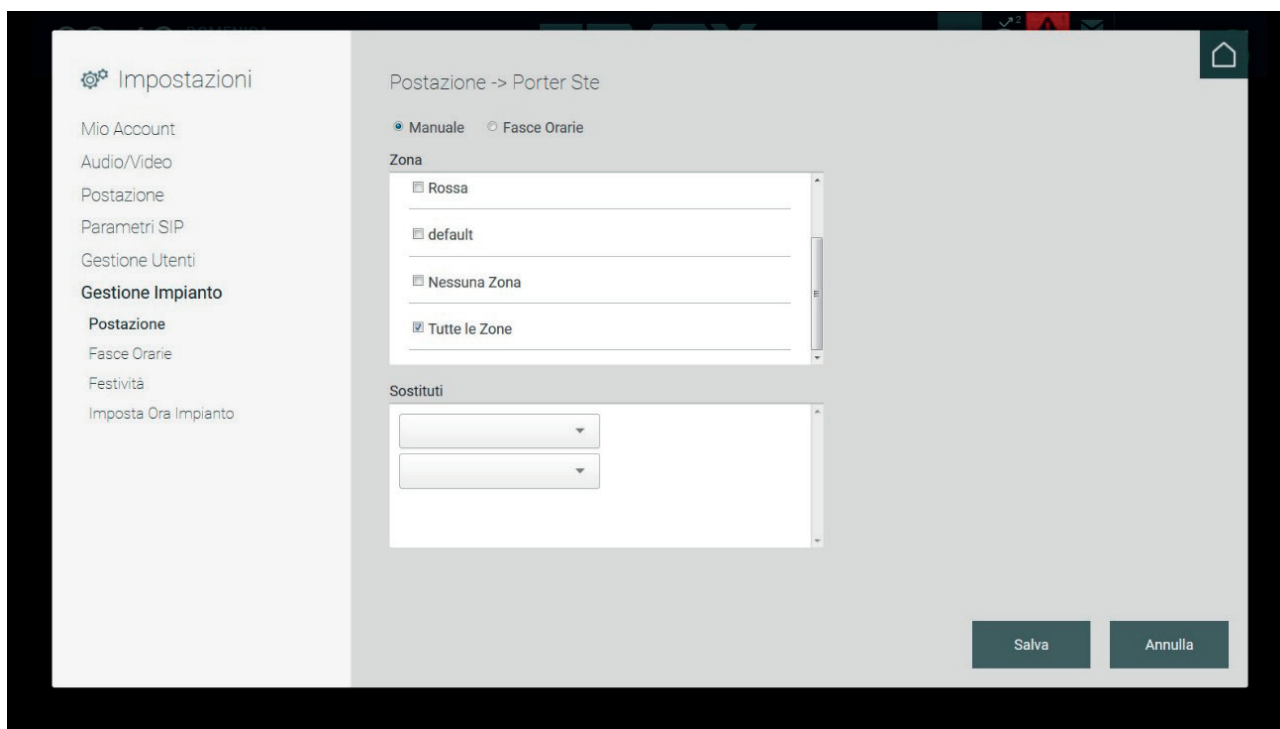 Impostazioni
Mio Account
Audio/Video
Postazione
Parametri SIP
Gestione Utenti
Gestione Impianto
Postazione
Fasce Orarie
Festività
Imposta Ora Impianto
Postazione -> Porter Ste
Manuale Fasce Orarie
Zona
Rossa
default
Nessuna Zona
Tutte le Zone
Sostituti
Salva Annulla